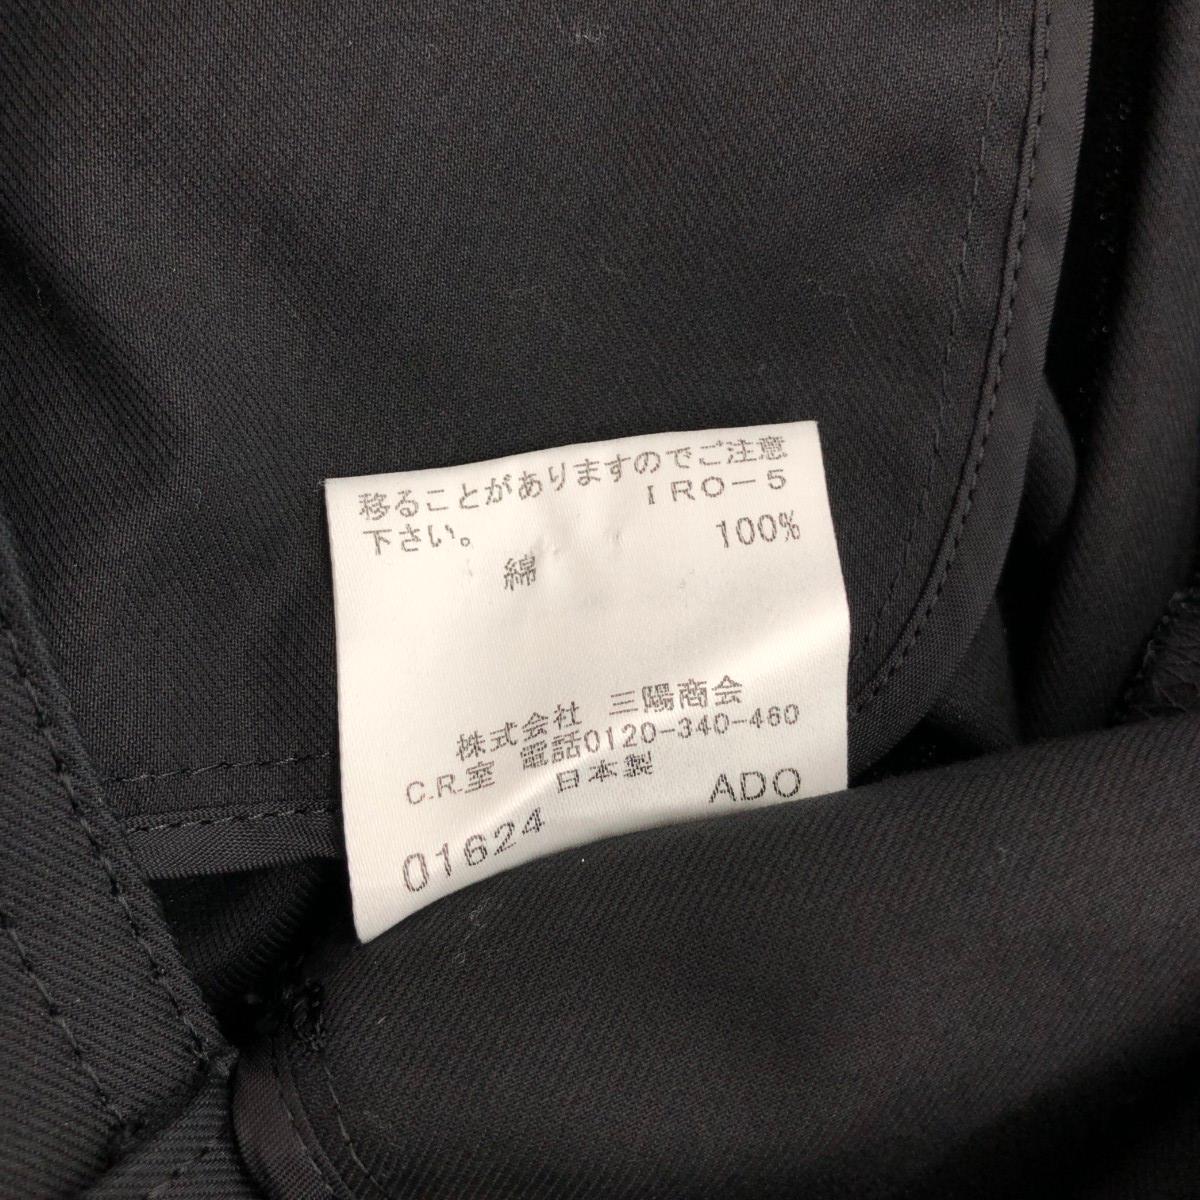 移ることがありますのでご注意
下さい。 IRO-5
綿 100%
株式会社 三陽商会
C.R.室 電話0120-340-460
日本製
01624 ADO